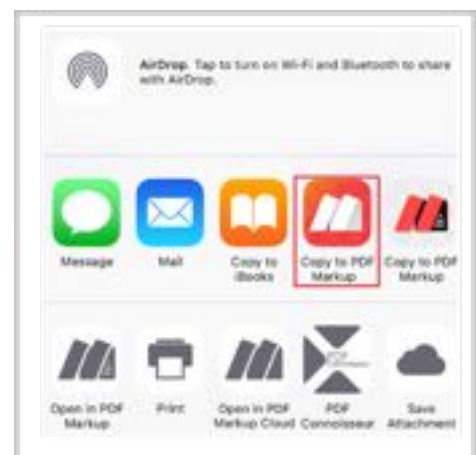 AirDrop. Tap to turn on Wi-Fi and Bluetooth to share
with AirDrop.
Message
Mail
Copy to
iBooks
Copy to PDF
Markup
Copy to PDF
Markup
Open in PDF
Markup
Print
Open in PDF
Markup Cloud
PDF
Connoisseur
Save
Attachment